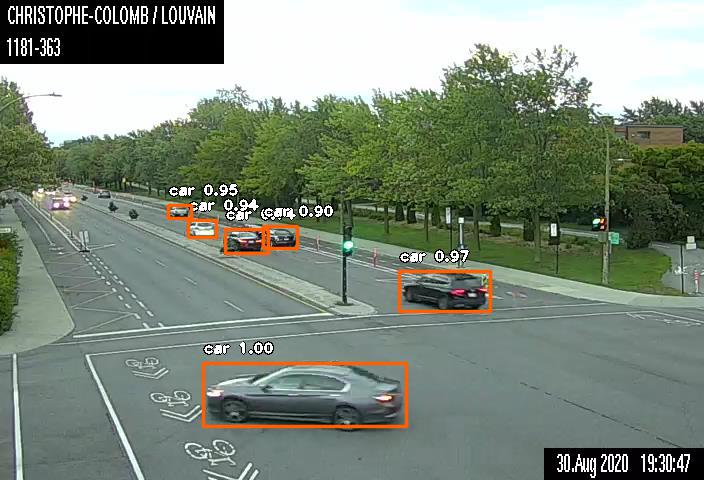 CHRISTOPHE-COLOMB / LOUVAIN
1181-363
car 0.95
car 0.94
car 0.90
car 0.97
car 1.00
30.Aug 2020 19:30:47